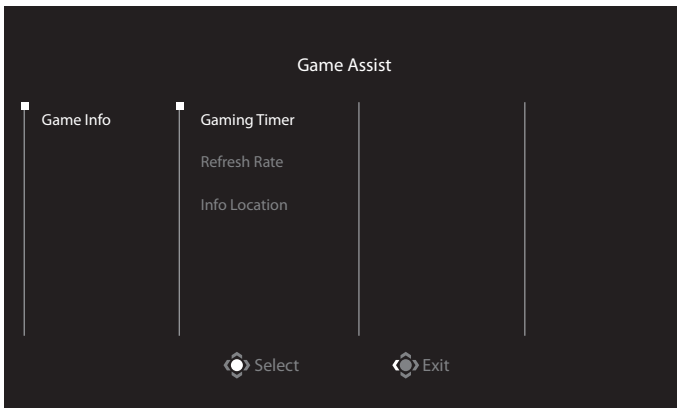 Game Assist
Game Info
Gaming Timer
Refresh Rate
Info Location
Select
Exit